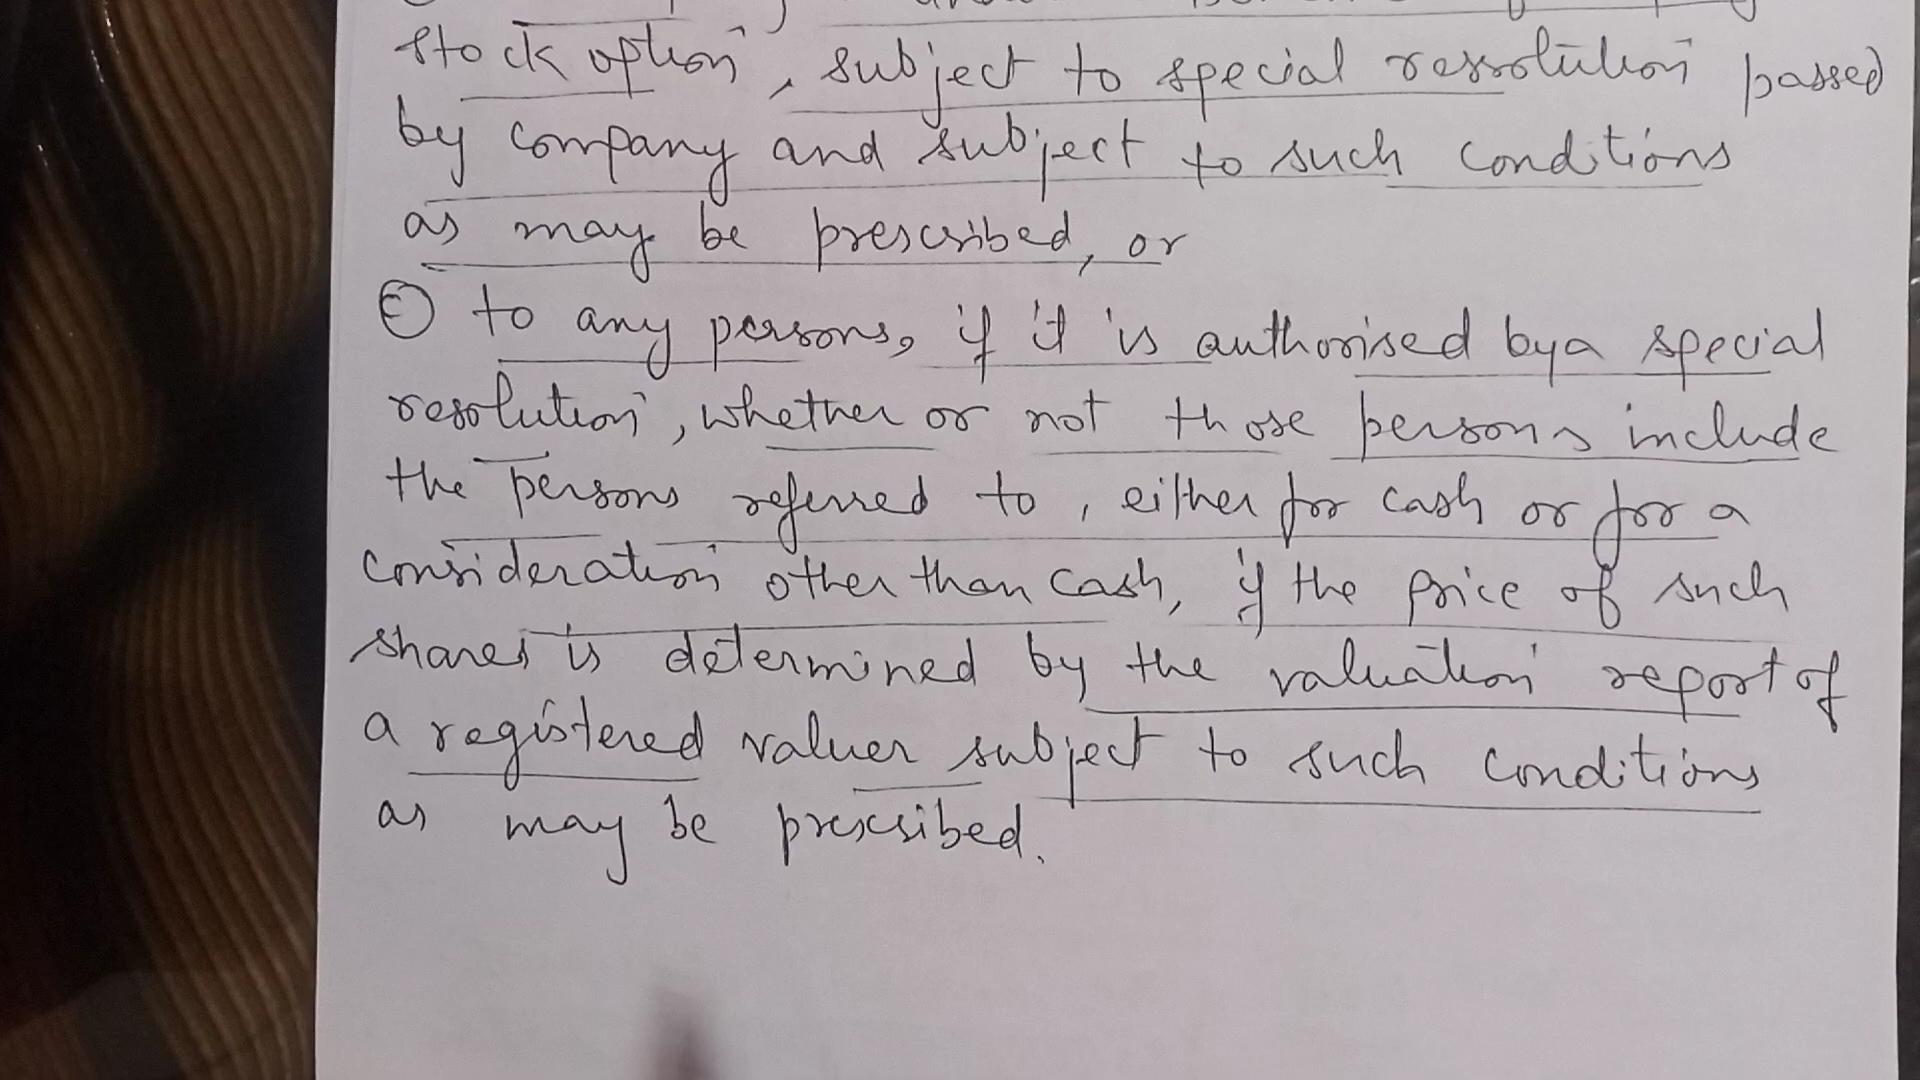 stock option, subject to special ressolution passed
by company and subject to such conditions
as may be prescribed, or
to any persons, if it is authorised by a special
resolution, whether or not those persons include
the persons referred to, either for cash or for a
consideration other than cash, if the price of such
shares is determined by the valuation report of
a registered valuer subject to such conditions
as may be prescribed.